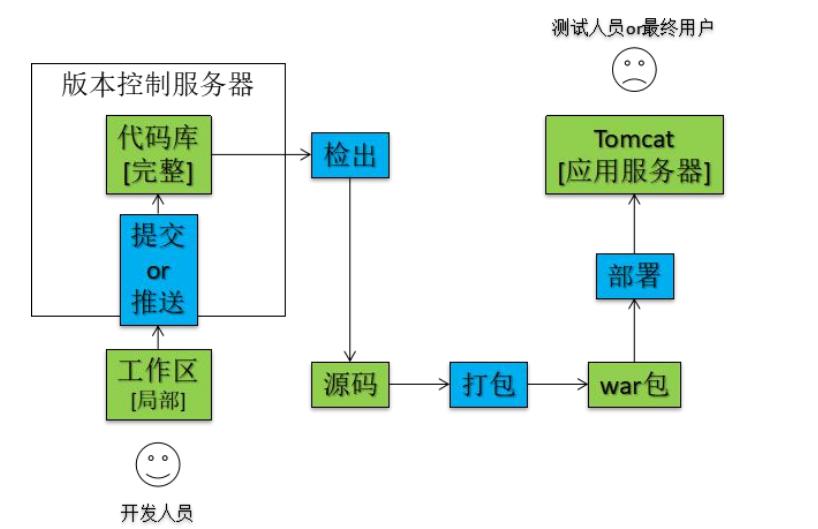 测试人员or最终用户
版本控制服务器
代码库
[完整]
检出
Tomcat
[应用服务器]
提交
or
推送
部署
工作区
[局部]
源码
打包
war包
开发人员